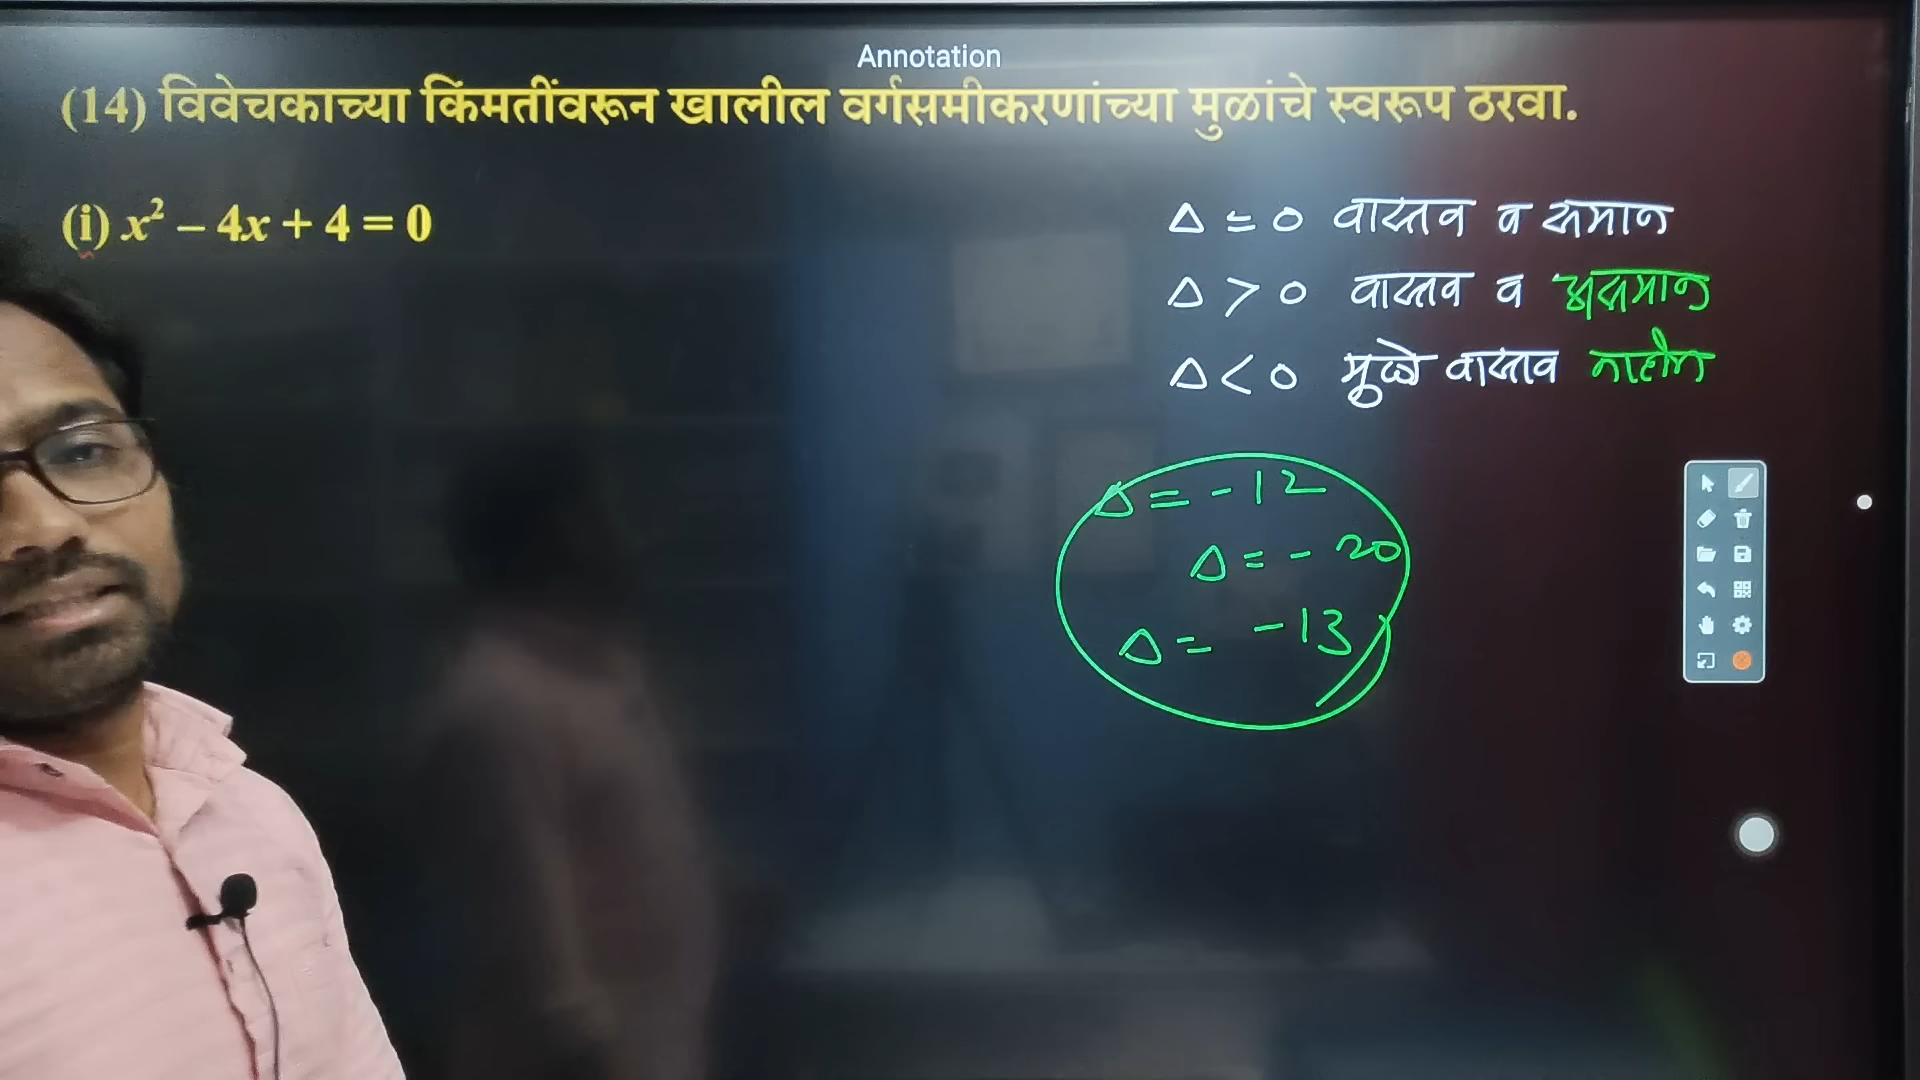 Annotation
(14) विवेचकाच्या किंमतींवरून खालील वर्गसमीकरणांच्या मुळांचे स्वरूप ठरवा.
(i) x² – 4x + 4 = 0
Δ = 0 वास्तव व समान
Δ > 0 वास्तव व असमान
Δ < 0 मुळे वास्तव नाहीत
Δ = -12
Δ = - 20
Δ = -13